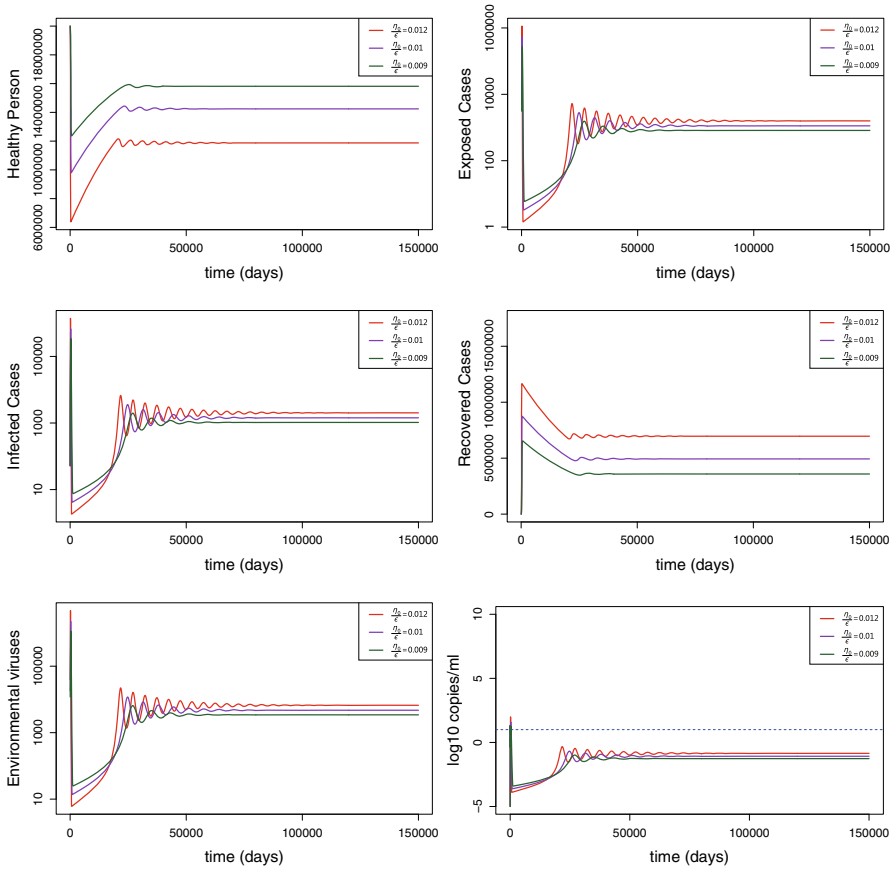 Healthy Person
6000000
10000000
14000000
18000000
0
50000
100000
150000
time (days)
η₀/ϵ=0.012
η₀/ϵ=0.01
η₀/ϵ=0.009
Exposed Cases
1
100
10000
1000000
0
50000
100000
150000
time (days)
η₀/ϵ=0.012
η₀/ϵ=0.01
η₀/ϵ=0.009
Infected Cases
10
1000
100000
0
50000
100000
150000
time (days)
η₀/ϵ=0.012
η₀/ϵ=0.01
η₀/ϵ=0.009
Recovered Cases
0
5000000
10000000
15000000
0
50000
100000
150000
time (days)
η₀/ϵ=0.012
η₀/ϵ=0.01
η₀/ϵ=0.009
Environmental viruses
10
1000
100000
0
50000
100000
150000
time (days)
η₀/ϵ=0.012
η₀/ϵ=0.01
η₀/ϵ=0.009
log10 copies/ml
−5
0
5
10
0
50000
100000
150000
time (days)
η₀/ϵ=0.012
η₀/ϵ=0.01
η₀/ϵ=0.009